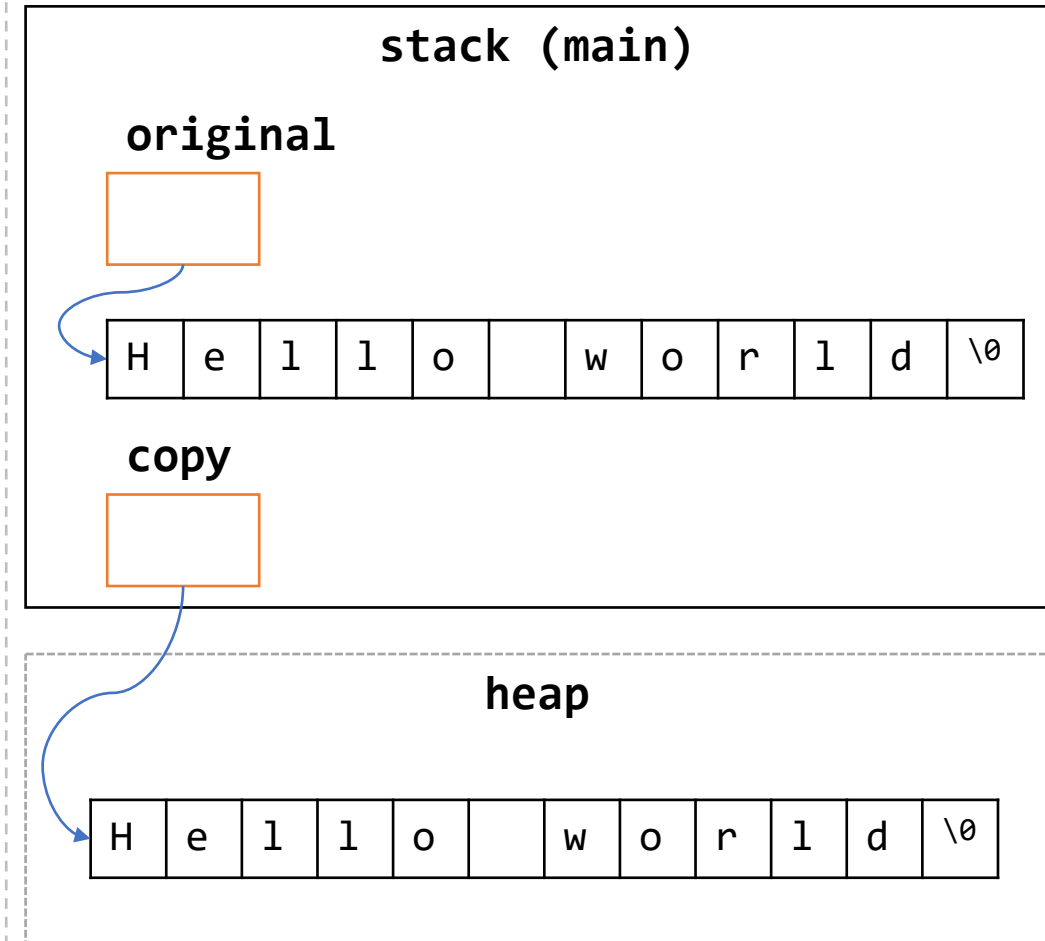 stack (main)
original
H e l l o   w o r l d \0
copy
heap
H e l l o   w o r l d \0